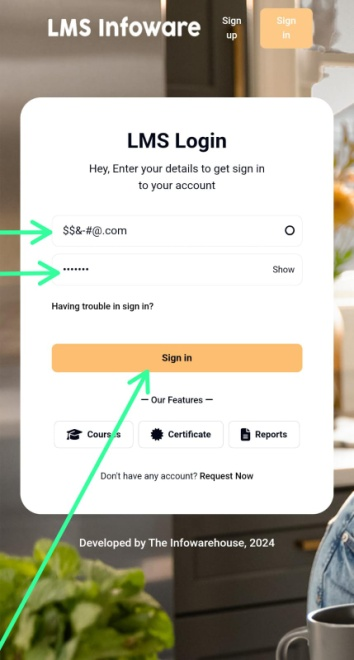 LMS Infoware
Sign
up
Sign
in
LMS Login
Hey, Enter your details to get sign in
to your account
$$&-#@.com
•••••••
Show
Having trouble in sign in?
Sign in
— Our Features —
Courses
Certificate
Reports
Don't have any account? Request Now
Developed by The Infowarehouse, 2024